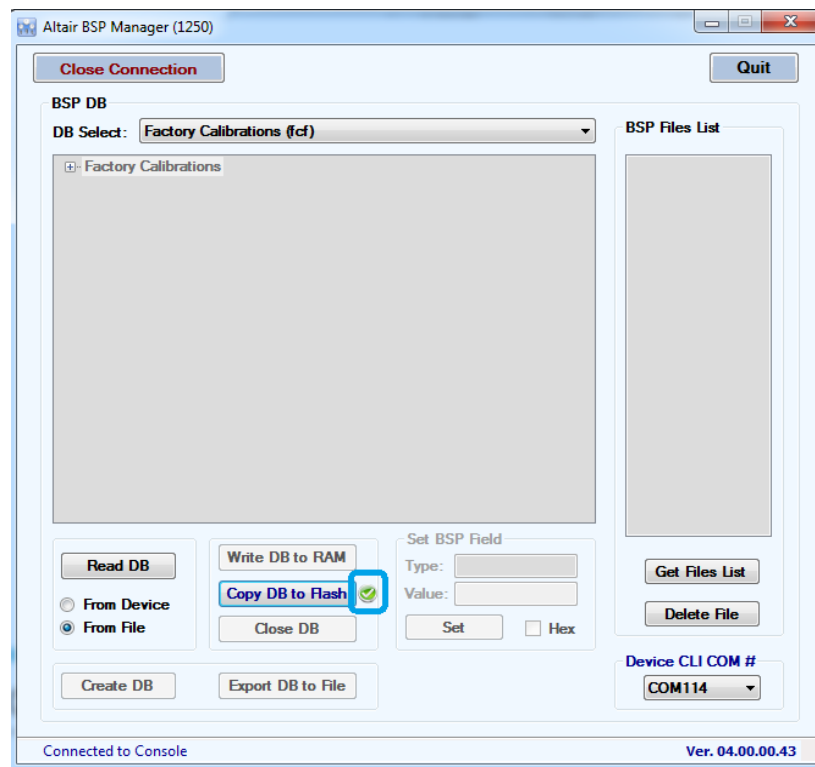 Altair BSP Manager (1250)
Close Connection
Quit
BSP DB
DB Select: Factory Calibrations (fcf)
BSP Files List
Factory Calibrations
Read DB
From Device
From File
Write DB to RAM
Copy DB to Flash
Close DB
Set BSP Field
Type:
Value:
Set
Hex
Get Files List
Delete File
Create DB
Export DB to File
Device CLI COM #
COM114
Connected to Console
Ver. 04.00.00.43